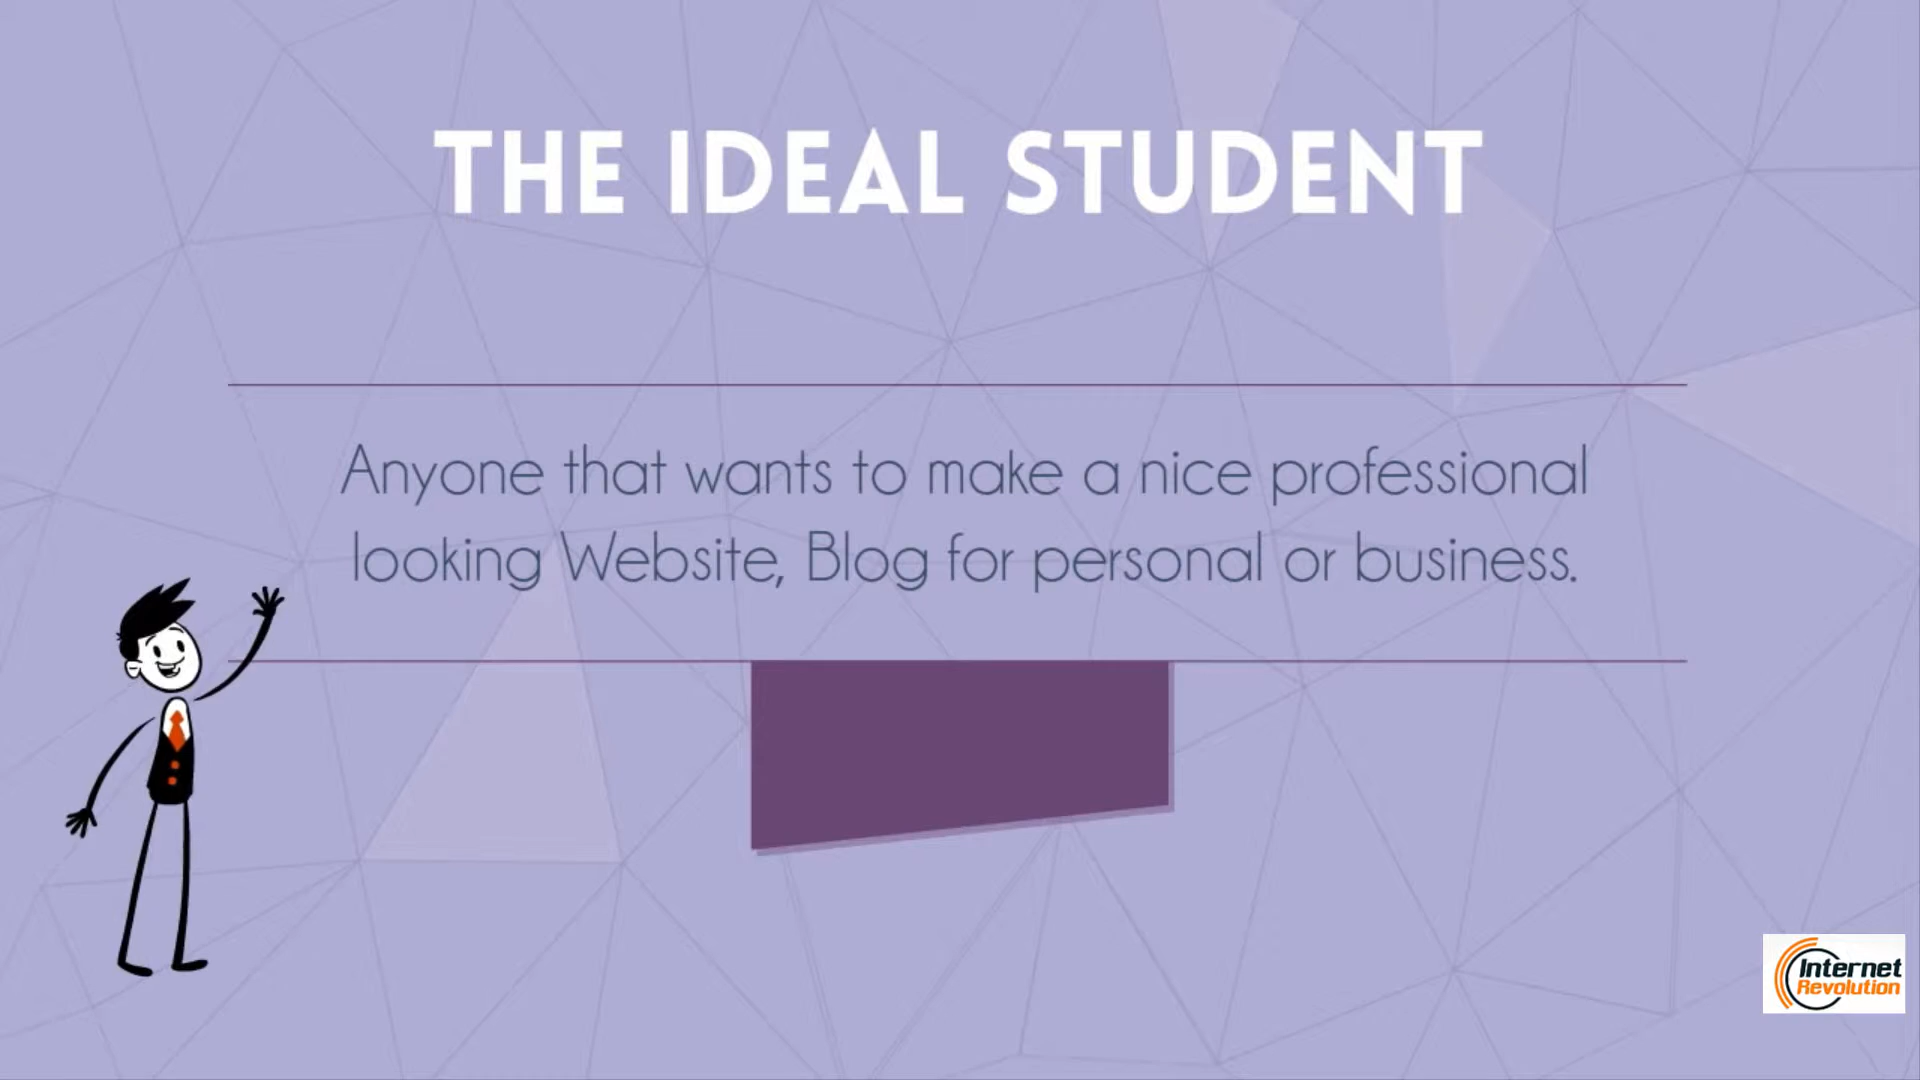 THE IDEAL STUDENT
Anyone that wants to make a nice professional
looking Website, Blog for personal or business.
Internet
Revolution